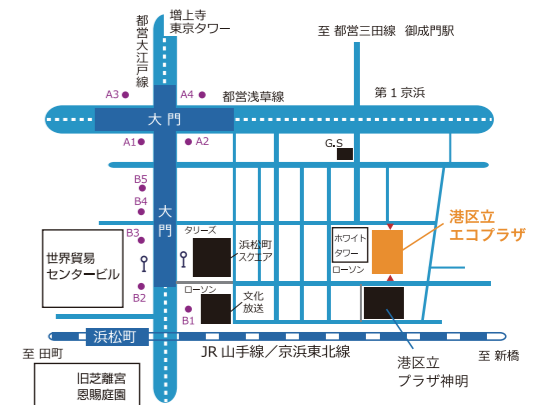 増上寺
東京タワー
都営大江戸線
至 都営三田線 御成門駅
A3
A4
都営浅草線
第1京浜
大門
A1
A2
G.S
B5
B4
大門
B3
タリーズ
浜松町
スクエア
ホワイト
タワー
ローソン
港区立
エコプラザ
世界貿易
センタービル
B2
ローソン
文化
放送
B1
浜松町
至 田町
JR 山手線／京浜東北線
至 新橋
港区立
プラザ神明
旧芝離宮
恩賜庭園